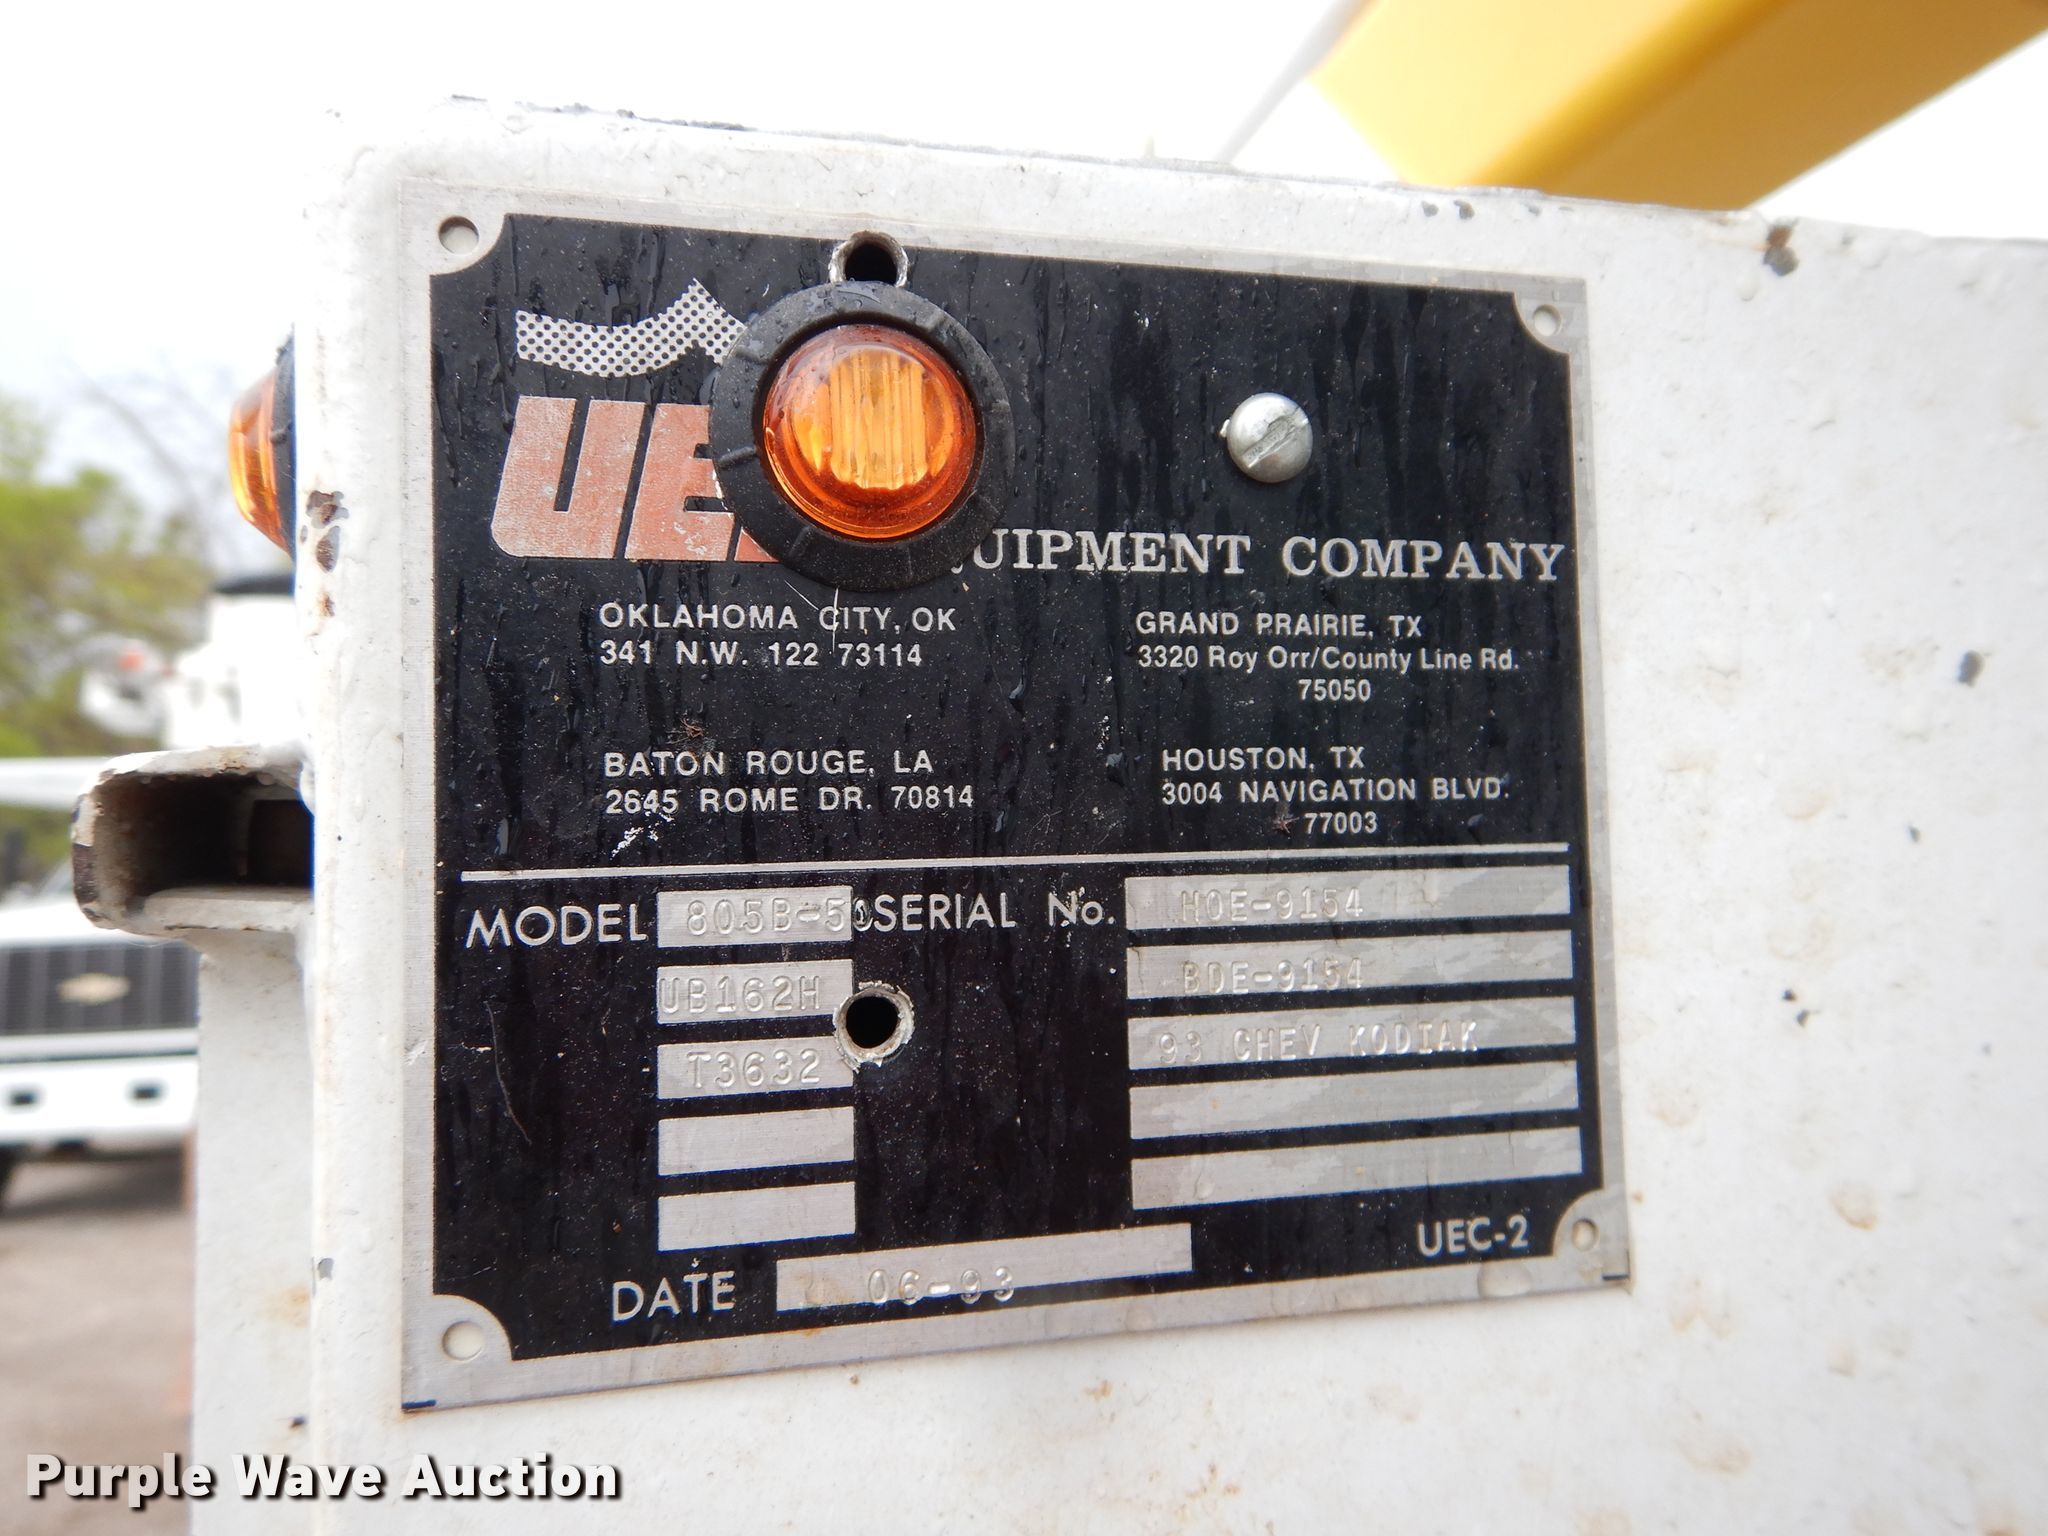 UE
UIPMENT COMPANY
OKLAHOMA CITY, OK
341 N.W. 122 73114
GRAND PRAIRIE, TX
3320 Roy Orr/County Line Rd.
75050
BATON ROUGE, LA
2645 ROME DR. 70814
HOUSTON, TX
3004 NAVIGATION BLVD.
77003
MODEL 805B-50 SERIAL No. HOE-9154
UB162H BDE-9154
T3632 93 CHEV KODIAK
UEC-2
DATE 06-93
Purple Wave Auction